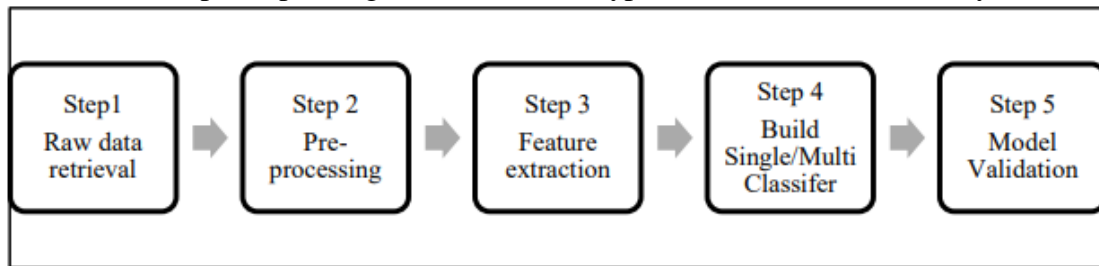 Step1
Raw data
retrieval
Step 2
Pre-
processing
Step 3
Feature
extraction
Step 4
Build
Single/Multi
Classifer
Step 5
Model
Validation